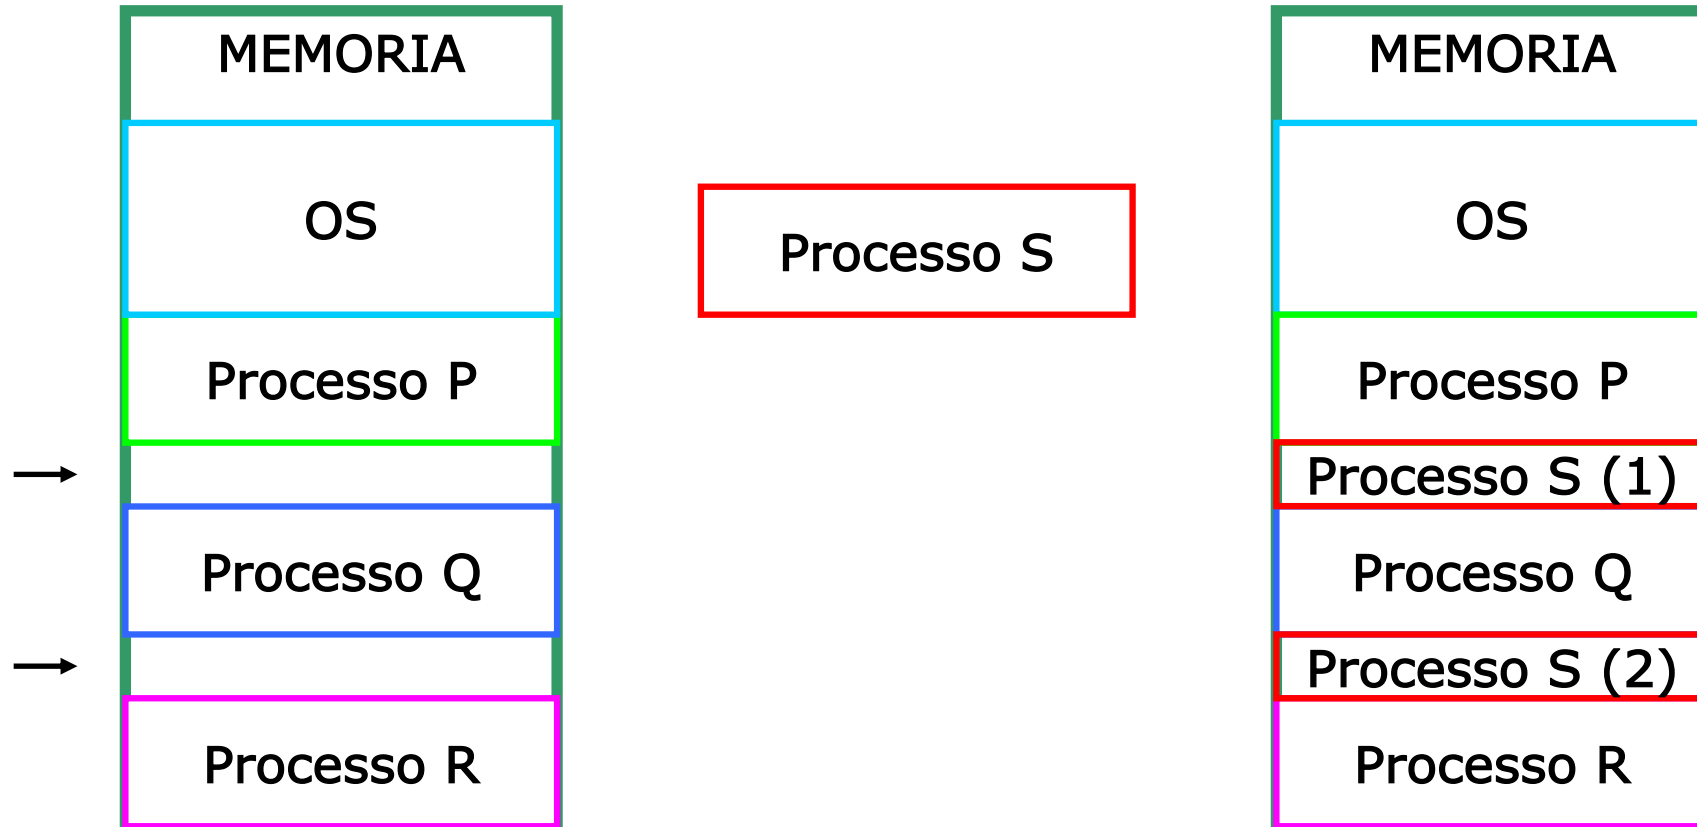 MEMORIA
OS
Processo P
Processo Q
Processo R
Processo S
MEMORIA
OS
Processo P
Processo S (1)
Processo Q
Processo S (2)
Processo R